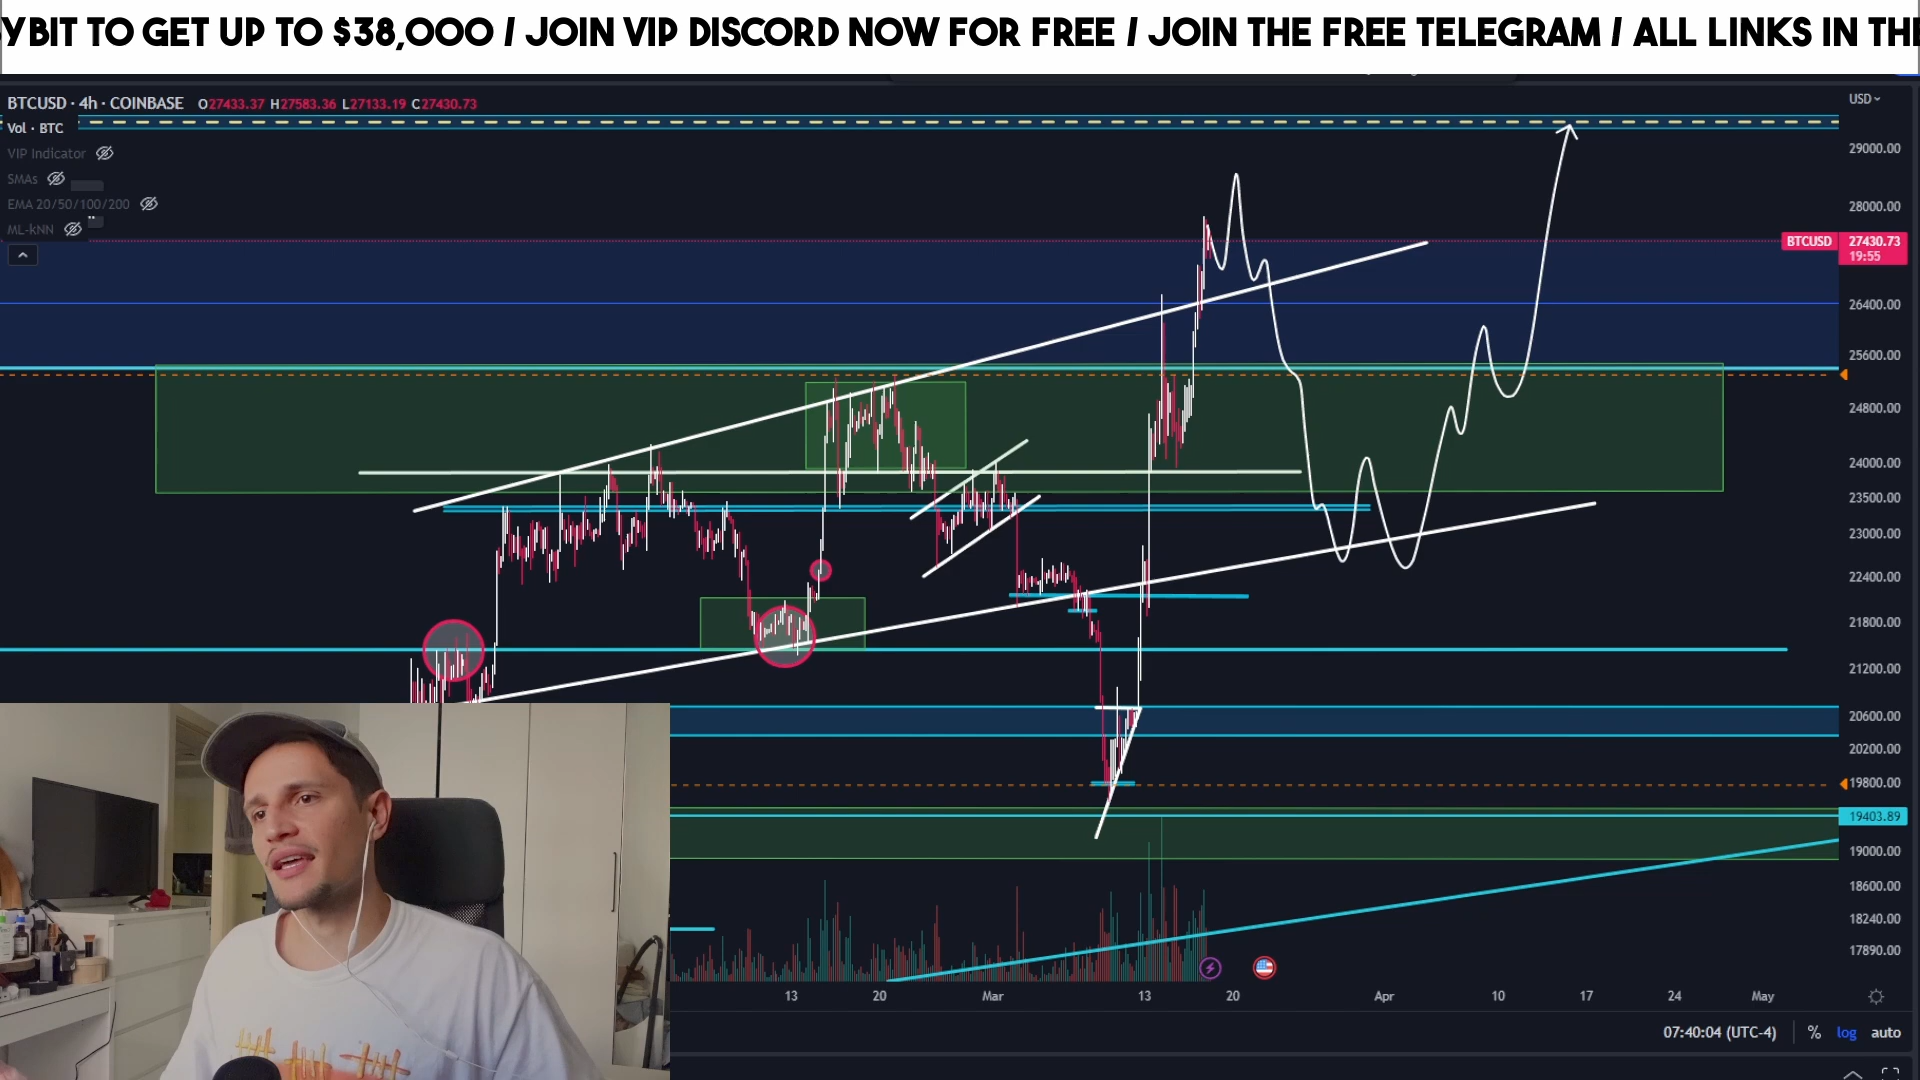 YBIT TO GET UP TO $38,000 / JOIN VIP DISCORD NOW FOR FREE / JOIN THE FREE TELEGRAM / ALL LINKS IN TH
BTCUSD · 4h · COINBASE O27433.37 H27583.36 L27133.19 C27430.73
USD
Vol · BTC
VIP Indicator
SMAs
EMA 20/50/100/200
ML-kNN
29000.00
28000.00
BTCUSD 27430.73
19:55
26400.00
25600.00
24800.00
24000.00
23500.00
23000.00
22400.00
21800.00
21200.00
20600.00
20200.00
19800.00
19403.89
19000.00
18600.00
18240.00
17890.00
13 20 Mar 13 20 Apr 10 17 24 May
07:40:04 (UTC-4) % log auto